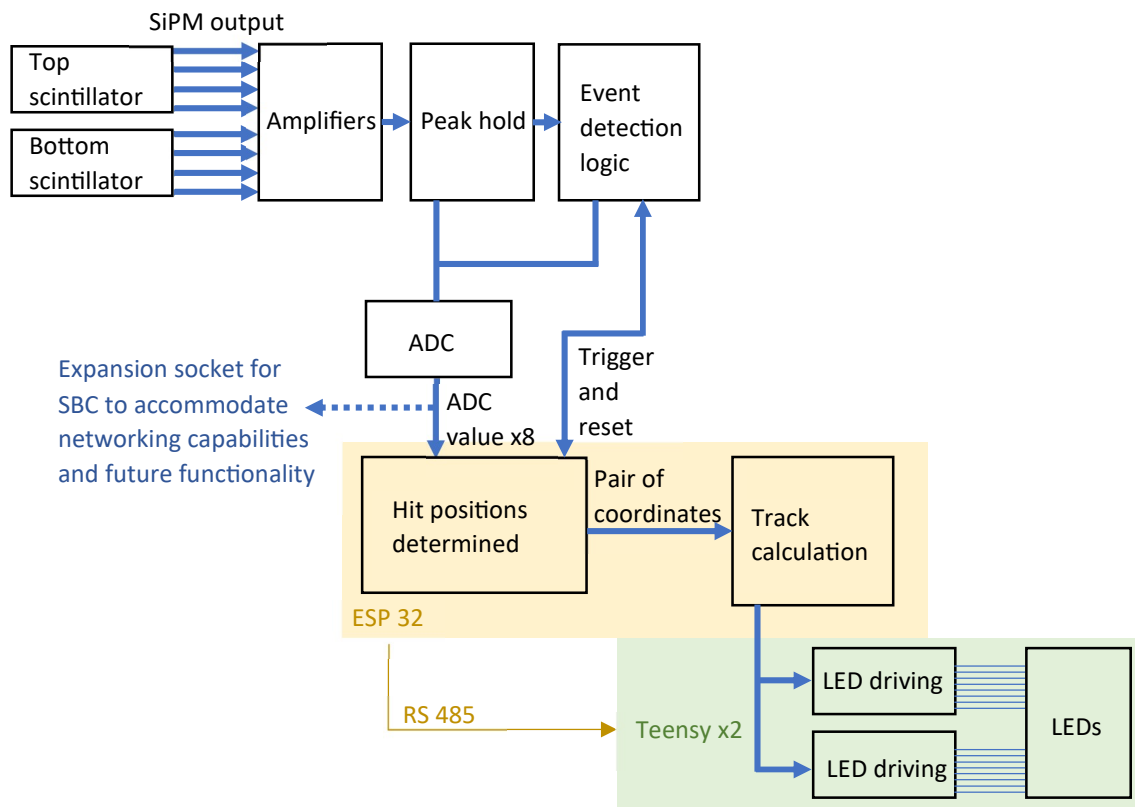 SiPM output
Top
scintillator
Bottom
scintillator
Amplifiers
Peak hold
Event
detection
logic
ADC
Expansion socket for
SBC to accommodate
networking capabilities
and future functionality
ADC
value x8
Trigger
and
reset
Hit positions
determined
Pair of
coordinates
Track
calculation
ESP 32
RS 485
Teensy x2
LED driving
LED driving
LEDs